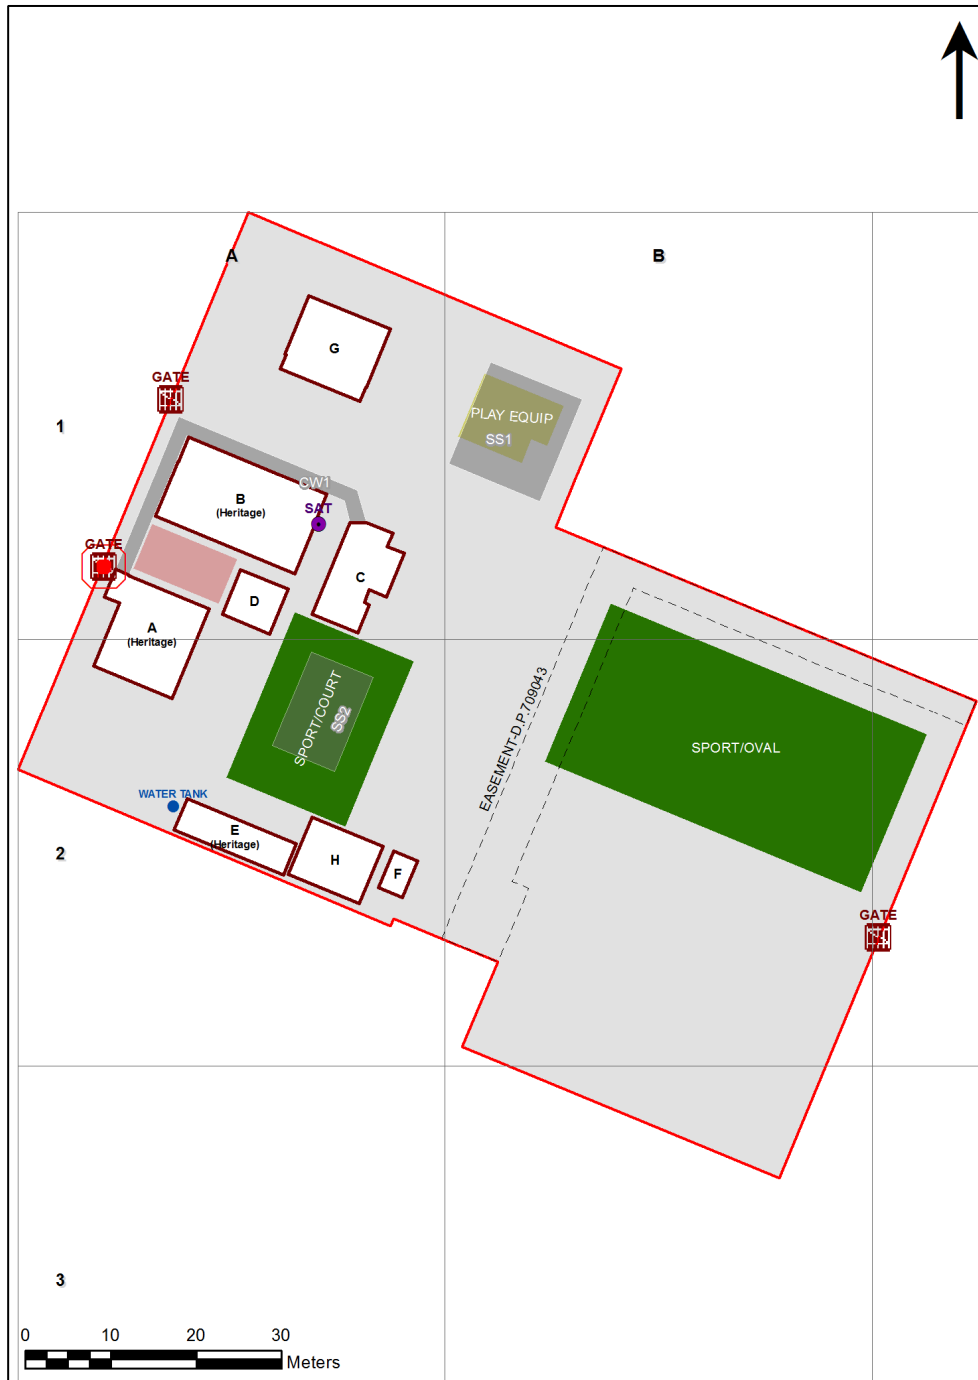 A
B
G
GATE
PLAY EQUIP
SS1
1
CW1
B
(Heritage)
SAT
GATE
C
D
A
(Heritage)
SPORT/COURT
SS2
EASEMENT-D.P.709043
SPORT/OVAL
WATER TANK
E
(Heritage)
2
H
F
GATE
3
0 10 20 30
Meters